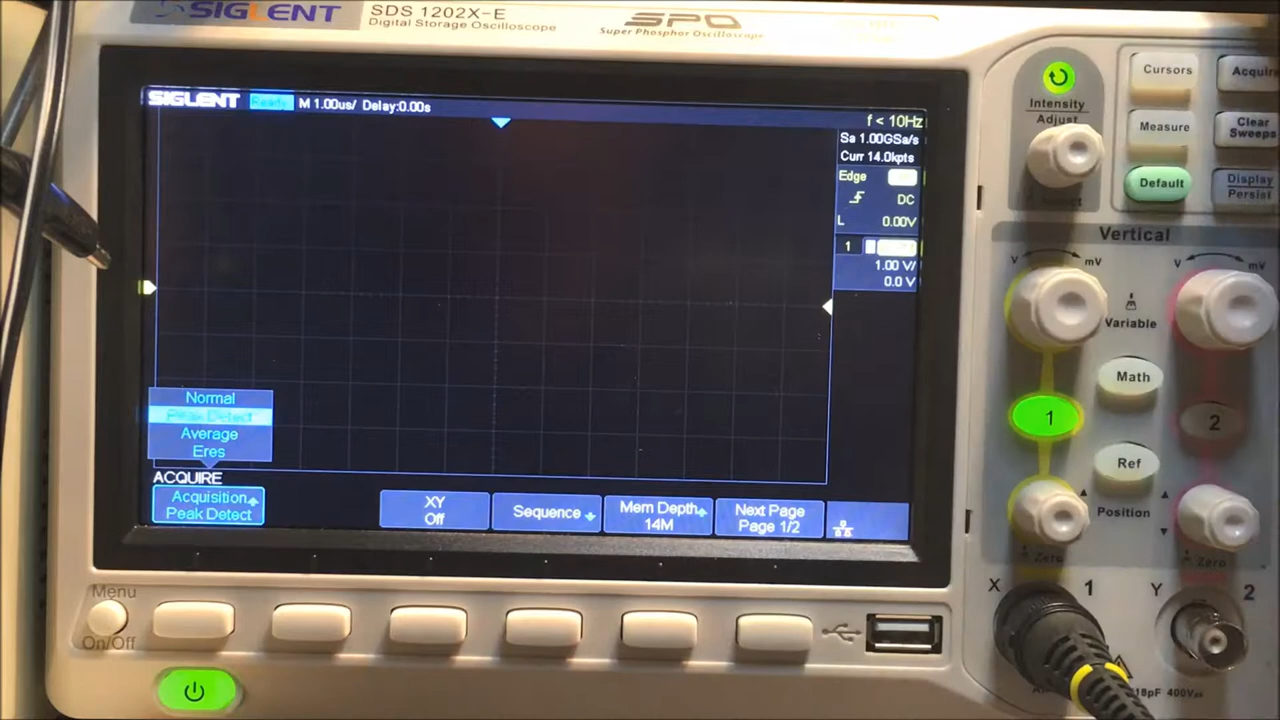 SIGLENT
SDS 1202X-E
Digital Storage Oscilloscope
SPO
Super Phosphor Oscilloscope
SIGLENT Ready M 1.00us/ Delay:0.00s
f < 10Hz
Sa 1.00GSa/s
Curr 14.0kpts
Edge
DC
L 0.00V
1
1.00 V/
0.0 V
Normal
Peak Detect
Average
Eres
ACQUIRE
Acquisition
Peak Detect
XY
Off
Sequence
Mem Depth
14M
Next Page
Page 1/2
Menu
On/Off
Intensity
Adjust
Cursors
Acquire
Measure
Clear
Sweeps
Default
Display
Persist
Vertical
V mV
V mV
Variable
Math
1
2
Ref
Position
Zero
Zero
X 1
Y 2
18pF 400Vpk